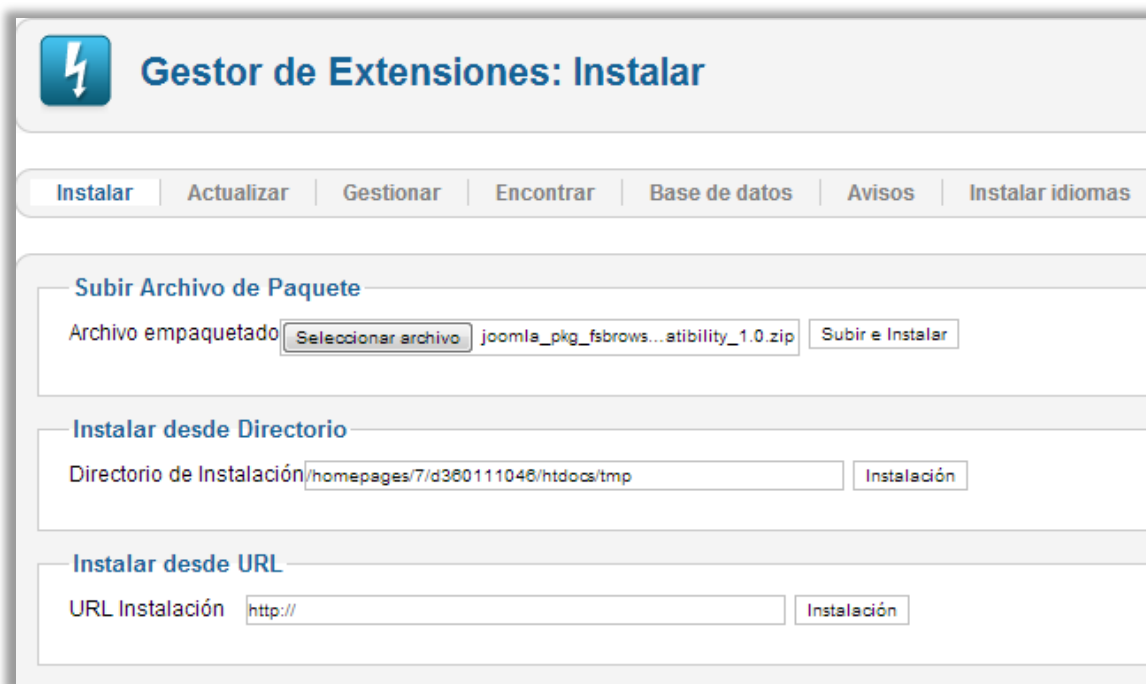 Gestor de Extensiones: Instalar
Instalar Actualizar Gestionar Encontrar Base de datos Avisos Instalar idiomas
Subir Archivo de Paquete
Archivo empaquetado Seleccionar archivo joomla_pkg_fsbrows...atibility_1.0.zip Subir e Instalar
Instalar desde Directorio
Directorio de Instalación /homepages/7/d360111046/htdocs/tmp Instalación
Instalar desde URL
URL Instalación http:// Instalación